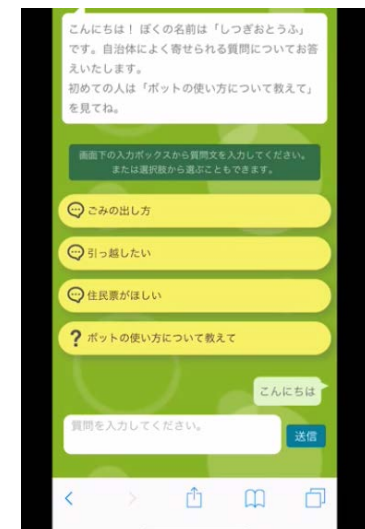 こんにちは！ ぼくの名前は「しつぎおとうふ」
です。自治体によく寄せられる質問についてお答
えいたします。
初めての人は「ボットの使い方について教えて」
を見てね。
画面下の入力ボックスから質問文を入力してください。
または選択肢から選ぶこともできます。
ごみの出し方
引っ越したい
住民票がほしい
? ボットの使い方について教えて
こんにちは
質問を入力してください。
送信